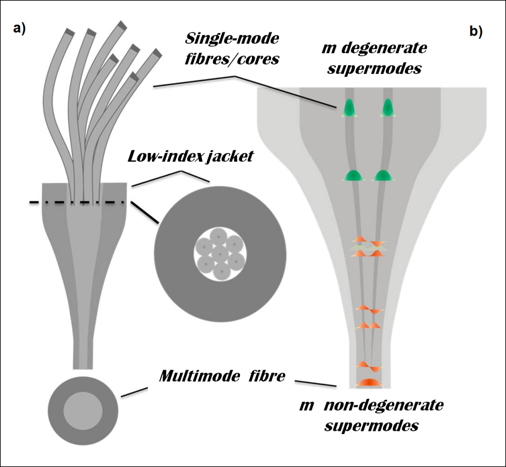 a)
Single-mode
fibres/cores
Low-index jacket
Multimode fibre
b)
m degenerate
supermodes
m non-degenerate
supermodes